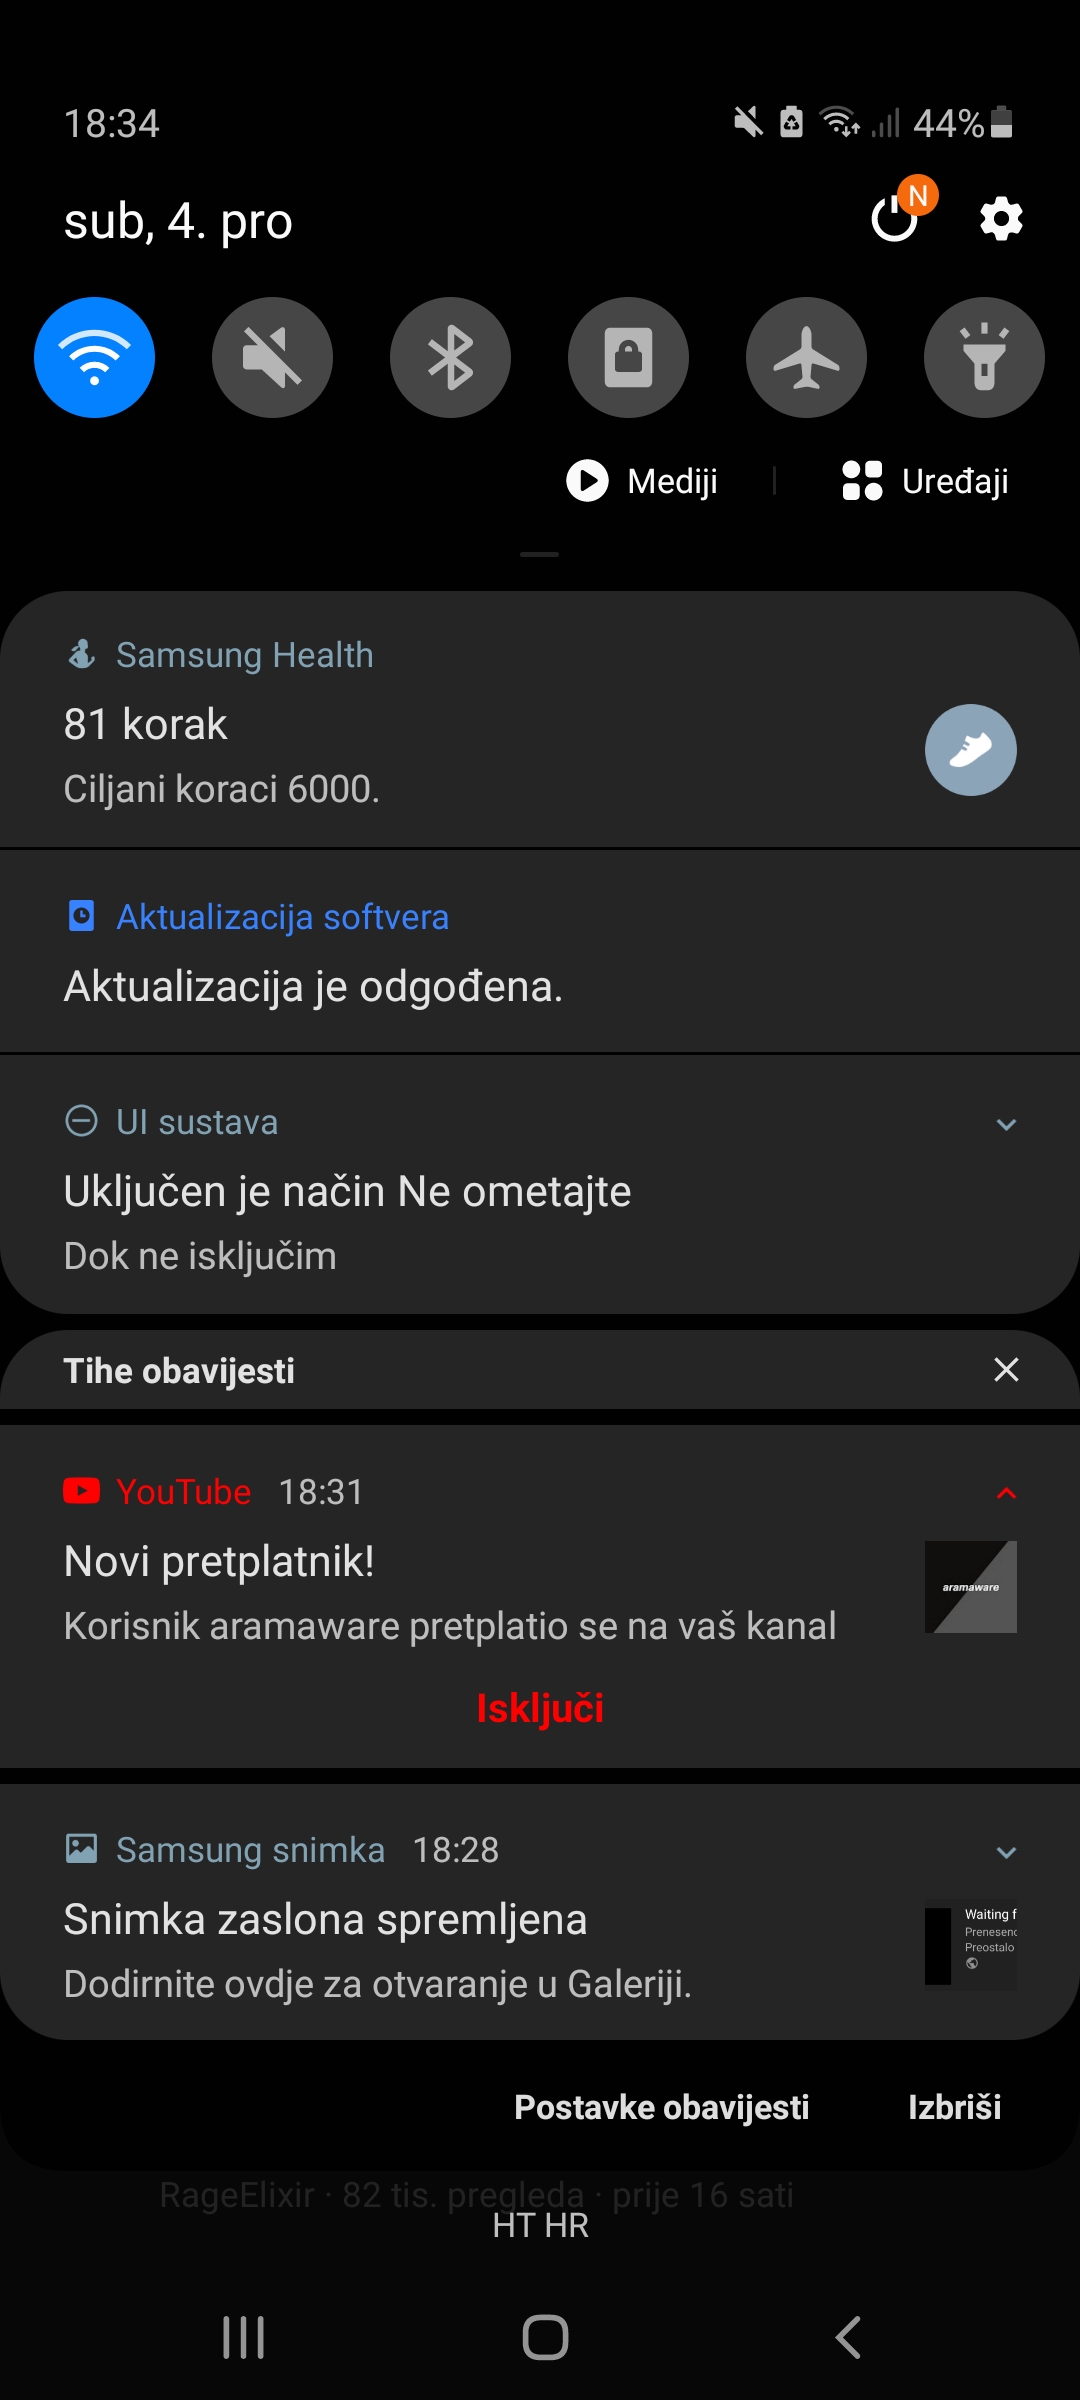 18:34
44%
sub, 4. pro
N
Mediji
Uređaji
Samsung Health
81 korak
Ciljani koraci 6000.
Aktualizacija softvera
Aktualizacija je odgođena.
UI sustava
Uključen je način Ne ometajte
Dok ne isključim
Tihe obavijesti
YouTube 18:31
Novi pretplatnik!
Korisnik aramaware pretplatio se na vaš kanal
aramaware
Isključi
Samsung snimka 18:28
Snimka zaslona spremljena
Dodirnite ovdje za otvaranje u Galeriji.
Waiting f
Prenesenc
Preostalo
Postavke obavijesti
Izbriši
RageElixir · 82 tis. pregleda · prije 16 sati
HT HR